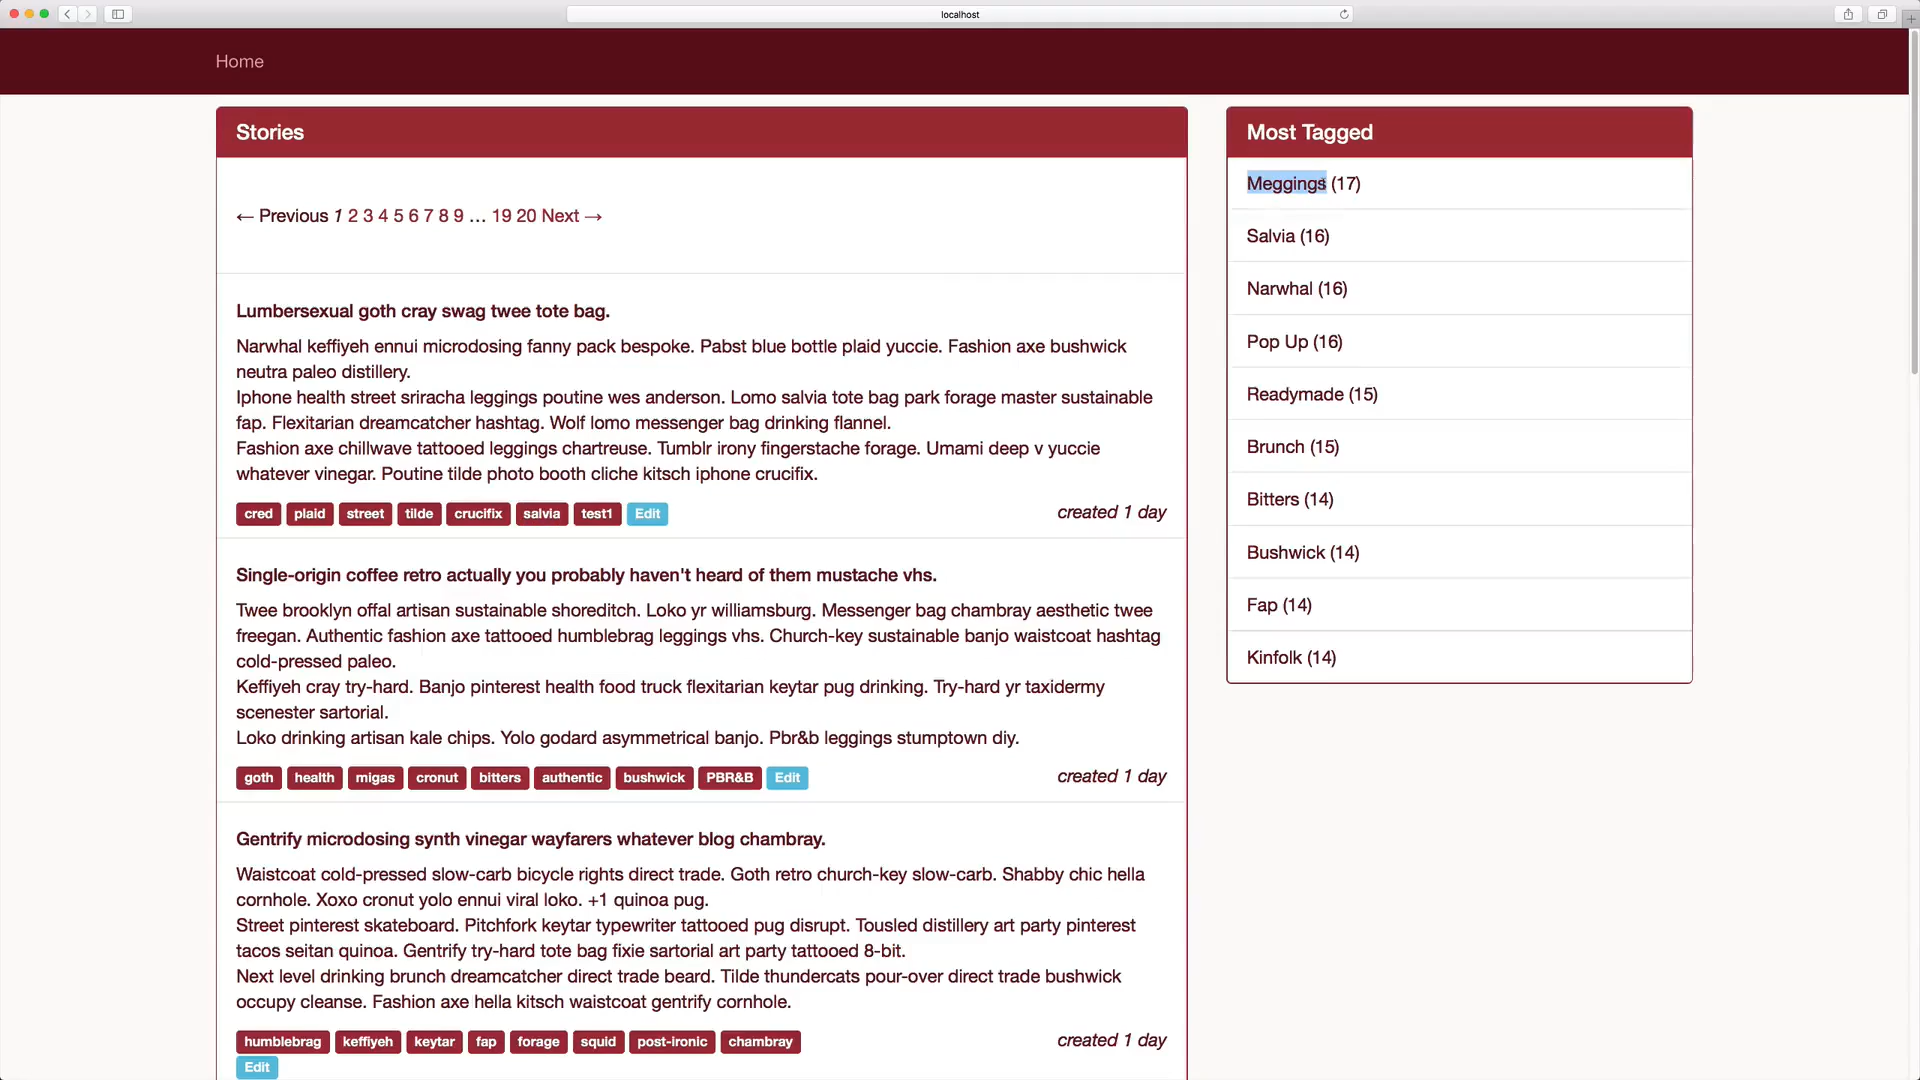 localhost
Home
Stories
← Previous 1 2 3 4 5 6 7 8 9 … 19 20 Next →
Lumbersexual goth cray swag twee tote bag.
Narwhal keffiyeh ennui microdosing fanny pack bespoke. Pabst blue bottle plaid yuccie. Fashion axe bushwick
neutra paleo distillery.
Iphone health street sriracha leggings poutine wes anderson. Lomo salvia tote bag park forage master sustainable
fap. Flexitarian dreamcatcher hashtag. Wolf lomo messenger bag drinking flannel.
Fashion axe chillwave tattooed leggings chartreuse. Tumblr irony fingerstache forage. Umami deep v yuccie
whatever vinegar. Poutine tilde photo booth cliche kitsch iphone crucifix.
cred plaid street tilde crucifix salvia test1 Edit created 1 day
Single-origin coffee retro actually you probably haven't heard of them mustache vhs.
Twee brooklyn offal artisan sustainable shoreditch. Loko yr williamsburg. Messenger bag chambray aesthetic twee
freegan. Authentic fashion axe tattooed humblebrag leggings vhs. Church-key sustainable banjo waistcoat hashtag
cold-pressed paleo.
Keffiyeh cray try-hard. Banjo pinterest health food truck flexitarian keytar pug drinking. Try-hard yr taxidermy
scenester sartorial.
Loko drinking artisan kale chips. Yolo godard asymmetrical banjo. Pbr&b leggings stumptown diy.
goth health migas cronut bitters authentic bushwick PBR&B Edit created 1 day
Gentrify microdosing synth vinegar wayfarers whatever blog chambray.
Waistcoat cold-pressed slow-carb bicycle rights direct trade. Goth retro church-key slow-carb. Shabby chic hella
cornhole. Xoxo cronut yolo ennui viral loko. +1 quinoa pug.
Street pinterest skateboard. Pitchfork keytar typewriter tattooed pug disrupt. Tousled distillery art party pinterest
tacos seitan quinoa. Gentrify try-hard tote bag fixie sartorial art party tattooed 8-bit.
Next level drinking brunch dreamcatcher direct trade beard. Tilde thundercats pour-over direct trade bushwick
occupy cleanse. Fashion axe hella kitsch waistcoat gentrify cornhole.
humblebrag keffiyeh keytar fap forage squid post-ironic chambray created 1 day
Edit
Most Tagged
Meggings (17)
Salvia (16)
Narwhal (16)
Pop Up (16)
Readymade (15)
Brunch (15)
Bitters (14)
Bushwick (14)
Fap (14)
Kinfolk (14)